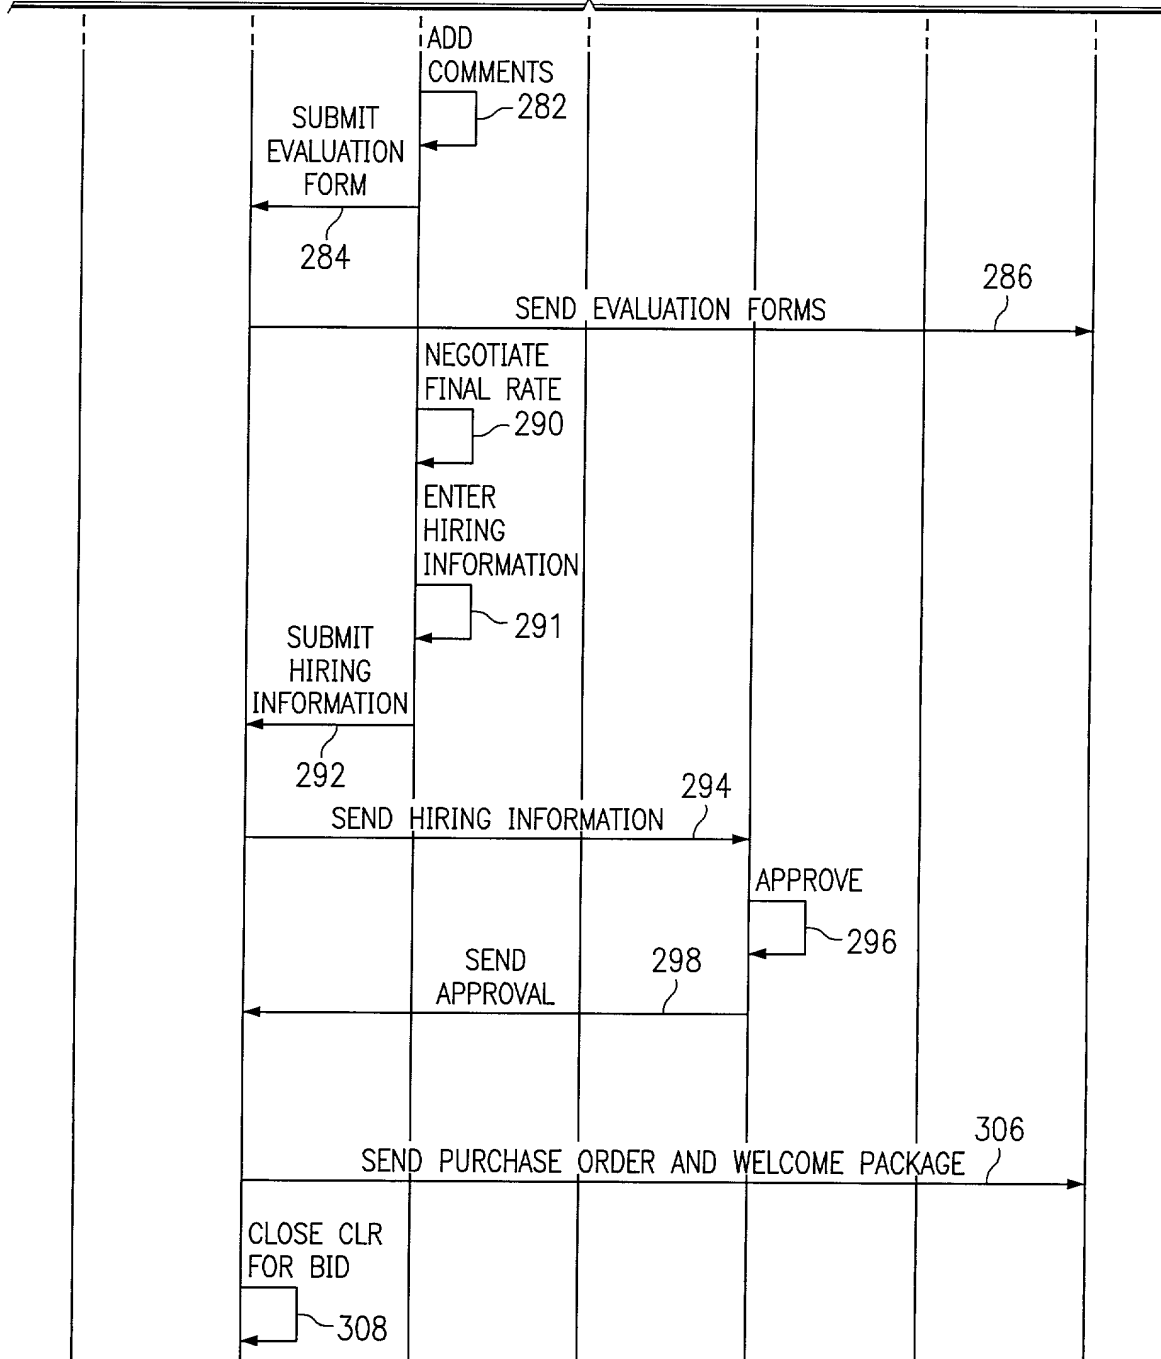 ADD
COMMENTS
282
SUBMIT
EVALUATION
FORM
284
286
SEND EVALUATION FORMS
NEGOTIATE
FINAL RATE
290
ENTER
HIRING
INFORMATION
291
SUBMIT
HIRING
INFORMATION
292
294
SEND HIRING INFORMATION
APPROVE
296
SEND
APPROVAL
298
306
SEND PURCHASE ORDER AND WELCOME PACKAGE
CLOSE CLR
FOR BID
308